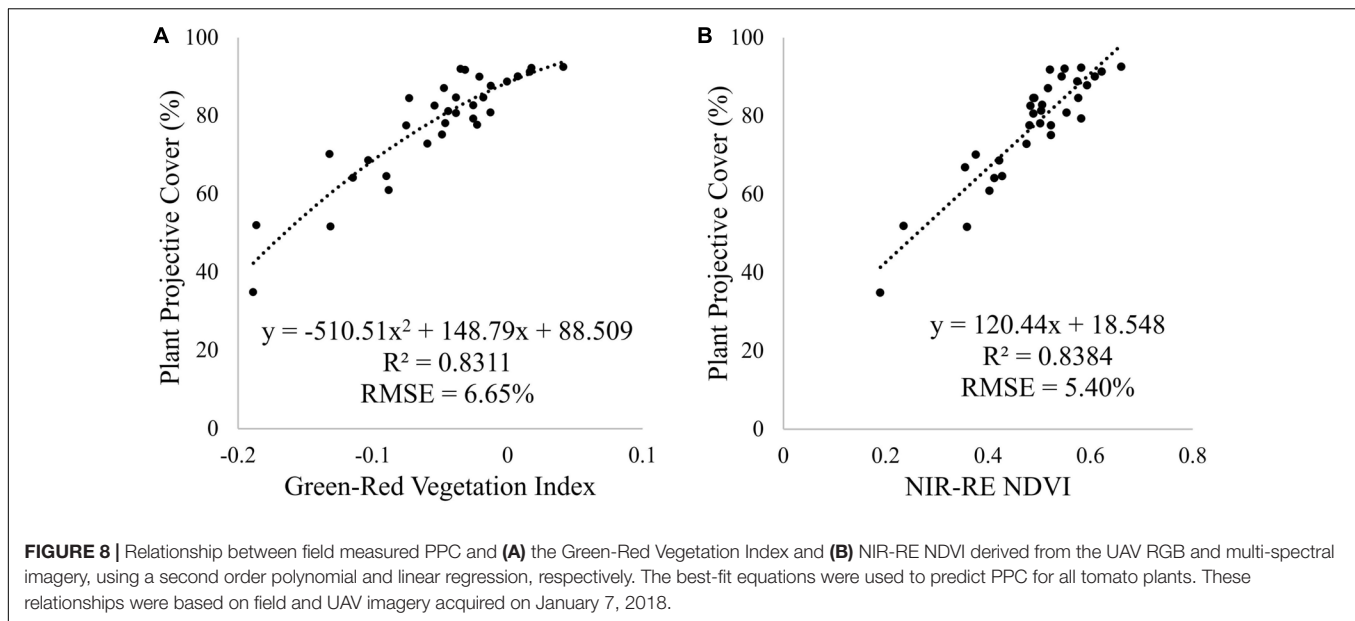 A
Plant Projective Cover (%)
100
80
60
40
20
0
y = -510.51x² + 148.79x + 88.509
R² = 0.8311
RMSE = 6.65%
-0.2 -0.1 0 0.1
Green-Red Vegetation Index
B
Plant Projective Cover (%)
100
80
60
40
20
0
y = 120.44x + 18.548
R² = 0.8384
RMSE = 5.40%
0 0.2 0.4 0.6 0.8
NIR-RE NDVI
FIGURE 8 | Relationship between field measured PPC and (A) the Green-Red Vegetation Index and (B) NIR-RE NDVI derived from the UAV RGB and multi-spectral
imagery, using a second order polynomial and linear regression, respectively. The best-fit equations were used to predict PPC for all tomato plants. These
relationships were based on field and UAV imagery acquired on January 7, 2018.